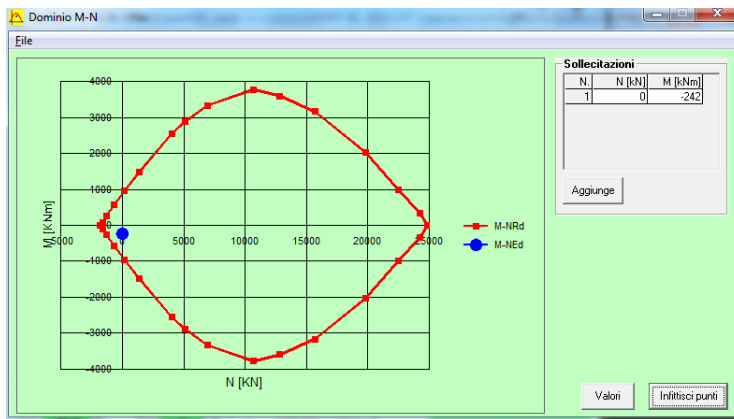 Dominio M-N
File
4000
3000
2000
1000
0
-1000
-2000
-3000
-4000
5000 0 5000 10000 15000 20000 25000
M [KNm]
N [KN]
M-NRd
M-NEd
Sollecitazioni
N. N [kN] M [kNm]
1 0 -242
Aggiunge
Valori
Infittisci punti